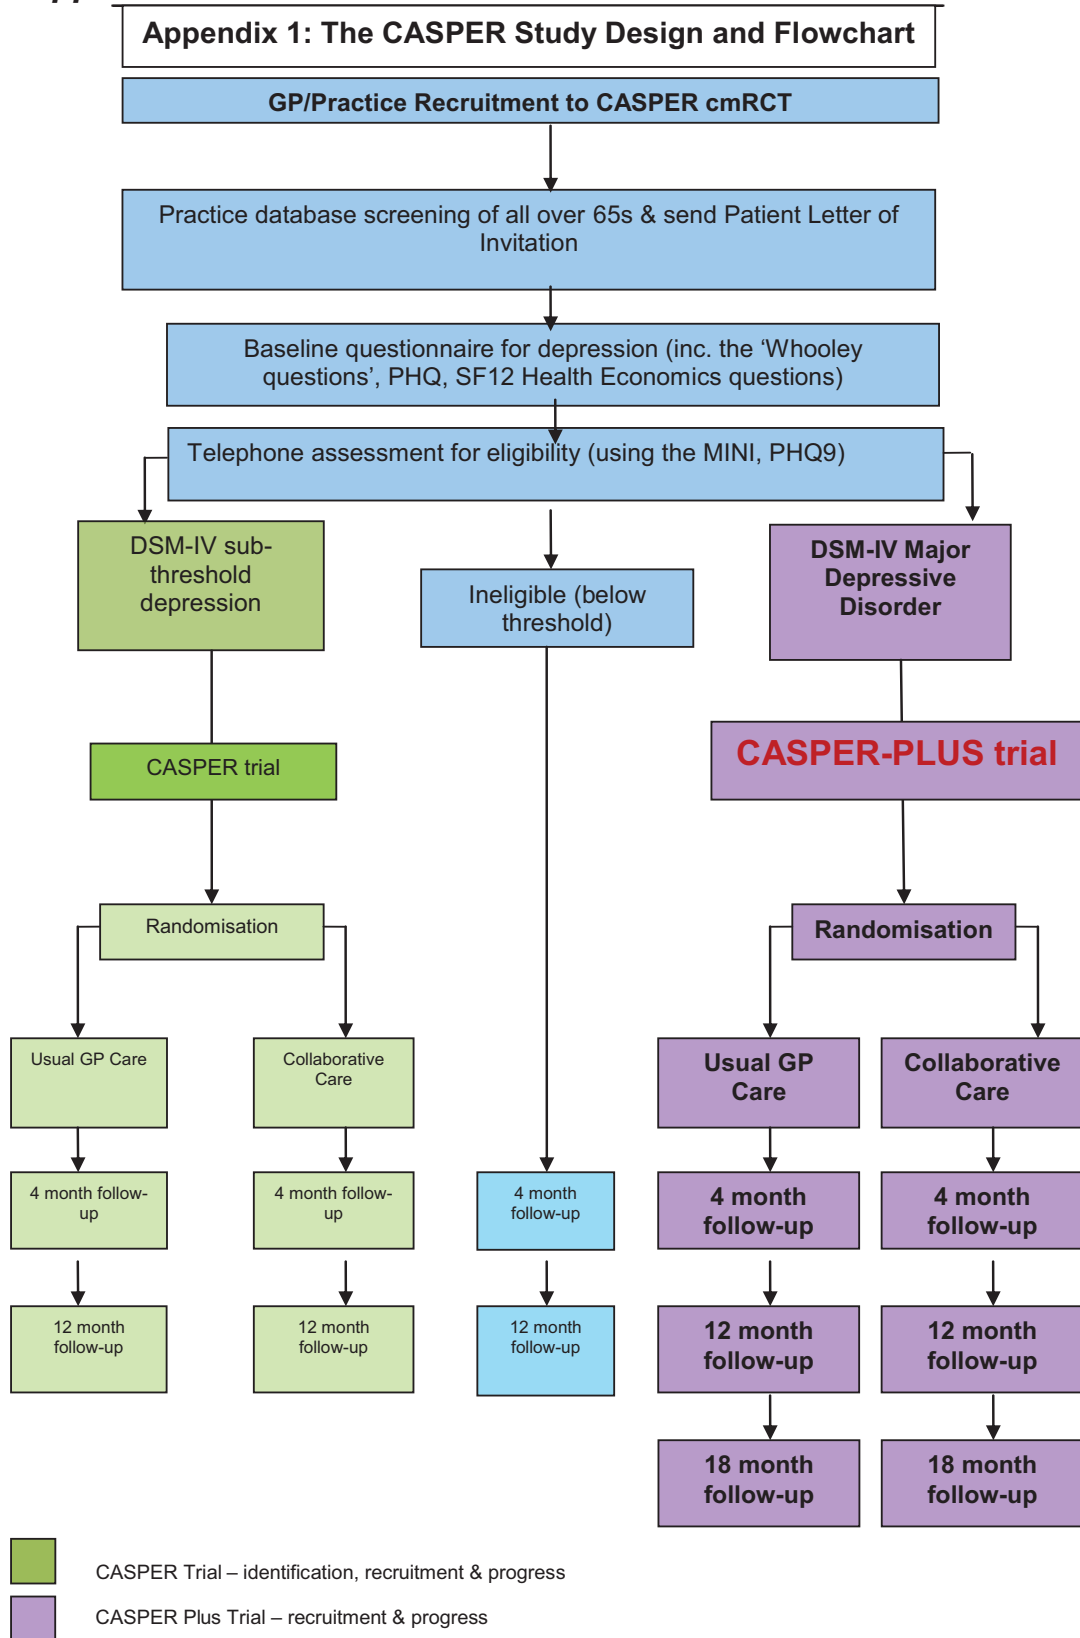 Appendix 1: The CASPER Study Design and Flowchart
GP/Practice Recruitment to CASPER cmRCT
Practice database screening of all over 65s & send Patient Letter of
Invitation
Baseline questionnaire for depression (inc. the ‘Whooley
questions’, PHQ, SF12 Health Economics questions)
Telephone assessment for eligibility (using the MINI, PHQ9)
DSM-IV sub-
threshold
depression
Ineligible (below
threshold)
DSM-IV Major
Depressive
Disorder
CASPER trial
CASPER-PLUS trial
Randomisation
Randomisation
Usual GP Care
Collaborative
Care
Usual GP
Care
Collaborative
Care
4 month follow-
up
4 month follow-
up
4 month
follow-up
4 month
follow-up
4 month
follow-up
12 month
follow-up
12 month
follow-up
12 month
follow-up
12 month
follow-up
12 month
follow-up
18 month
follow-up
18 month
follow-up
CASPER Trial – identification, recruitment & progress
CASPER Plus Trial – recruitment & progress